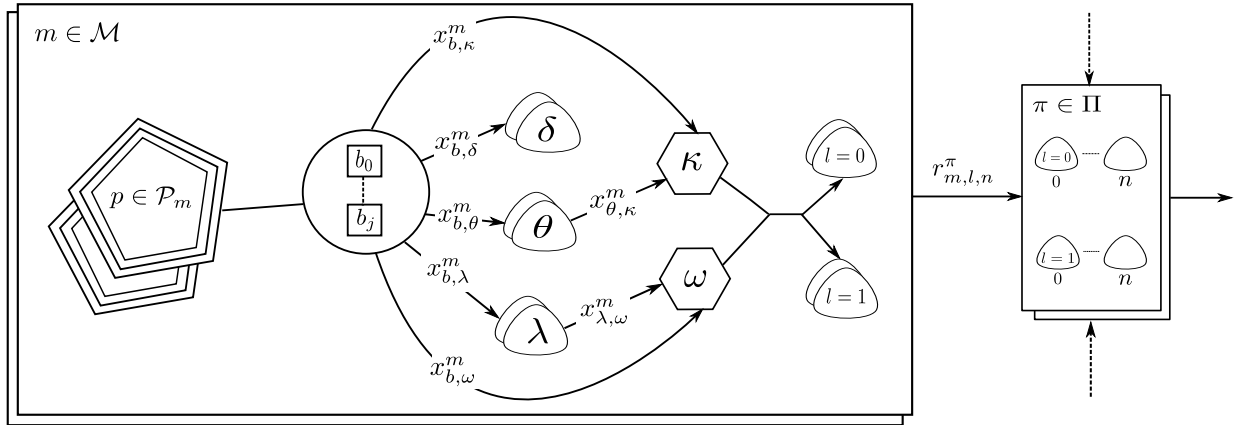 m ∈ ℳ
x^m_{b,κ}
p ∈ 𝒫_m
b_0
b_j
x^m_{b,δ}
δ
x^m_{b,θ}
θ
x^m_{θ,κ}
κ
x^m_{b,λ}
λ
x^m_{λ,ω}
ω
x^m_{b,ω}
l = 0
l = 1
r^π_{m,l,n}
π ∈ Π
l = 0
0 n
l = 1
0 n